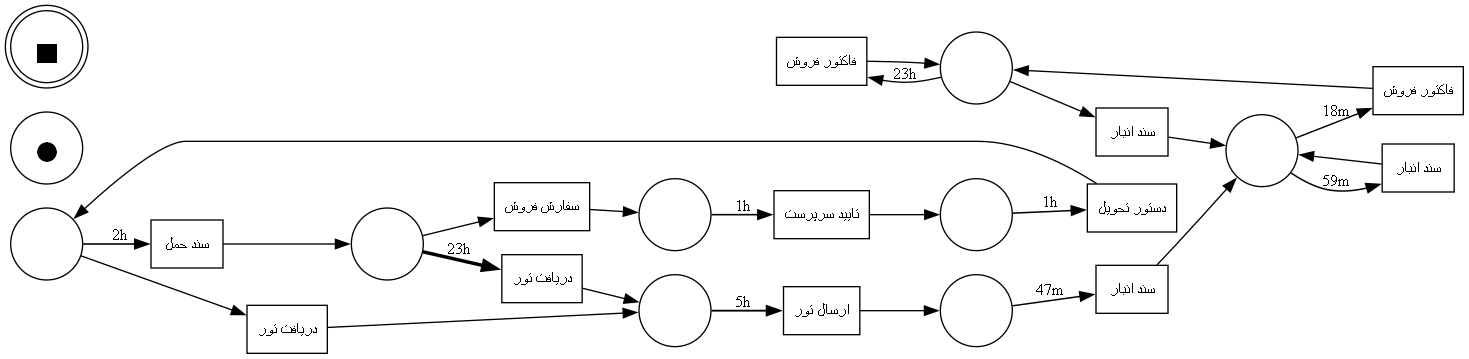 فاکتور فروش
23h
فاکتور فروش
18m
سند انبار
سند انبار
59m
سفارش فروش
1h
تایید سرپرست
1h
دستور تحویل
2h
سند حمل
23h
دریافت تور
5h
ارسال تور
47m
سند انبار
دریافت تور